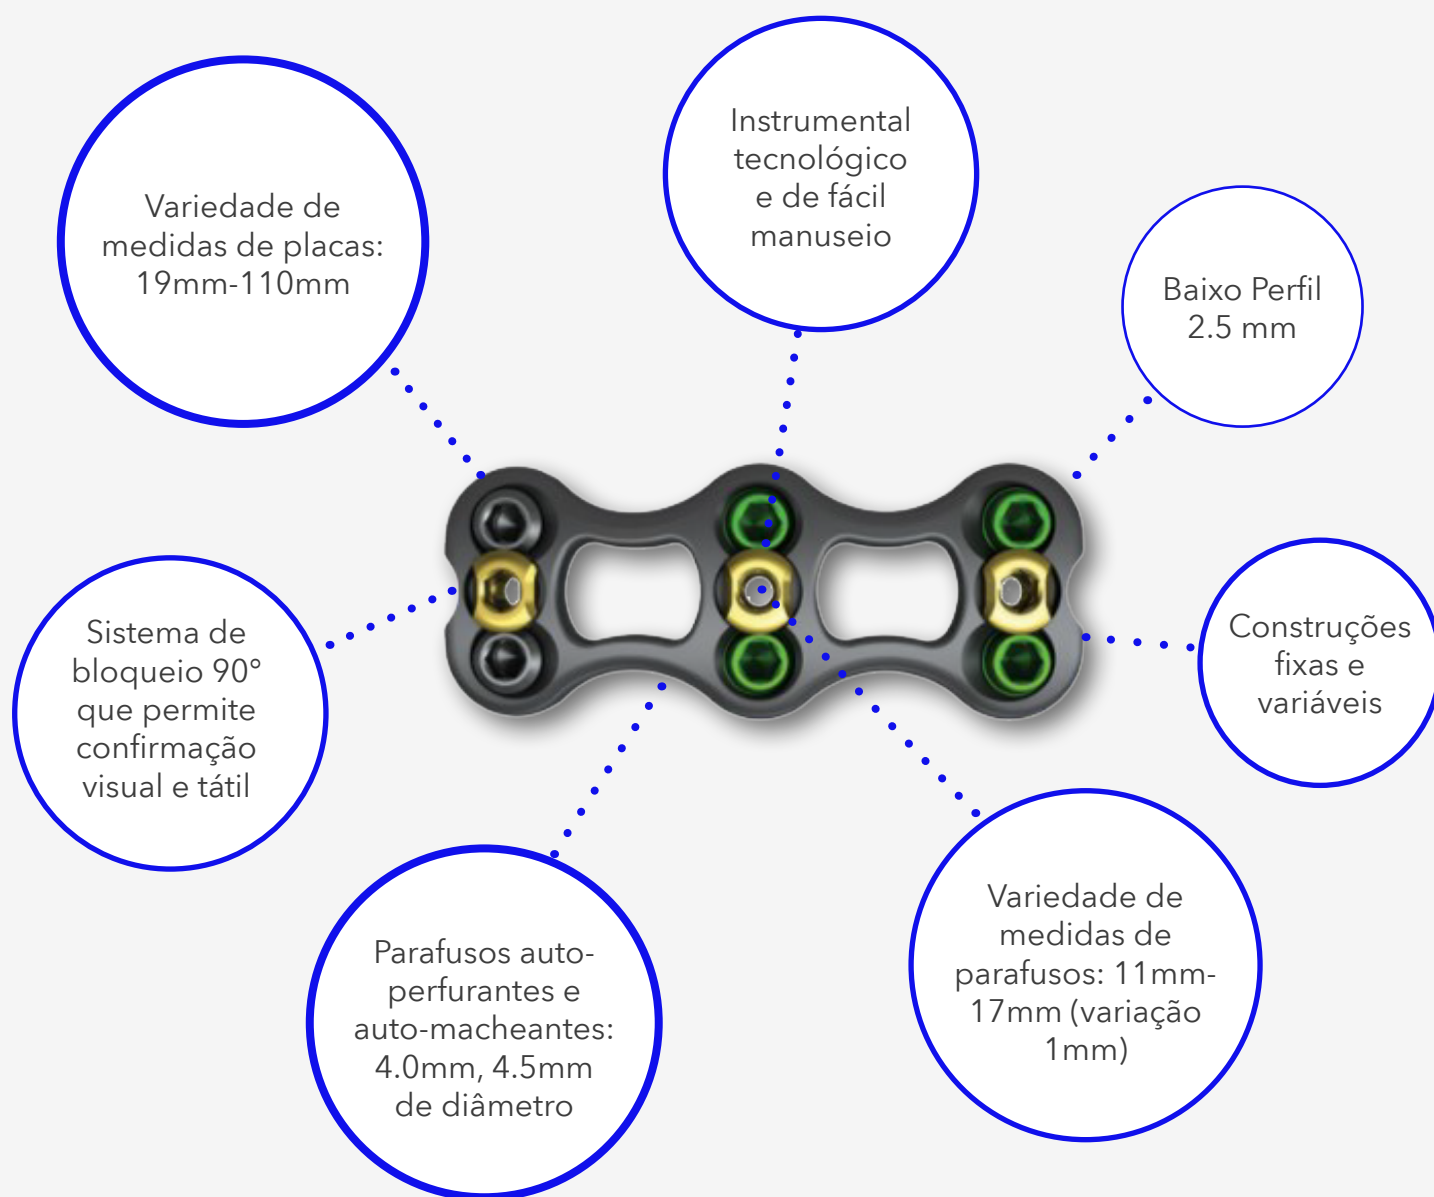 Variedade de
medidas de placas:
19mm-110mm
Instrumental
tecnológico
e de fácil
manuseio
Baixo Perfil
2.5 mm
Sistema de
bloqueio 90°
que permite
confirmação
visual e tátil
Construções
fixas e
variáveis
Parafusos auto-
perfurantes e
auto-macheantes:
4.0mm, 4.5mm
de diâmetro
Variedade de
medidas de
parafusos: 11mm-
17mm (variação
1mm)